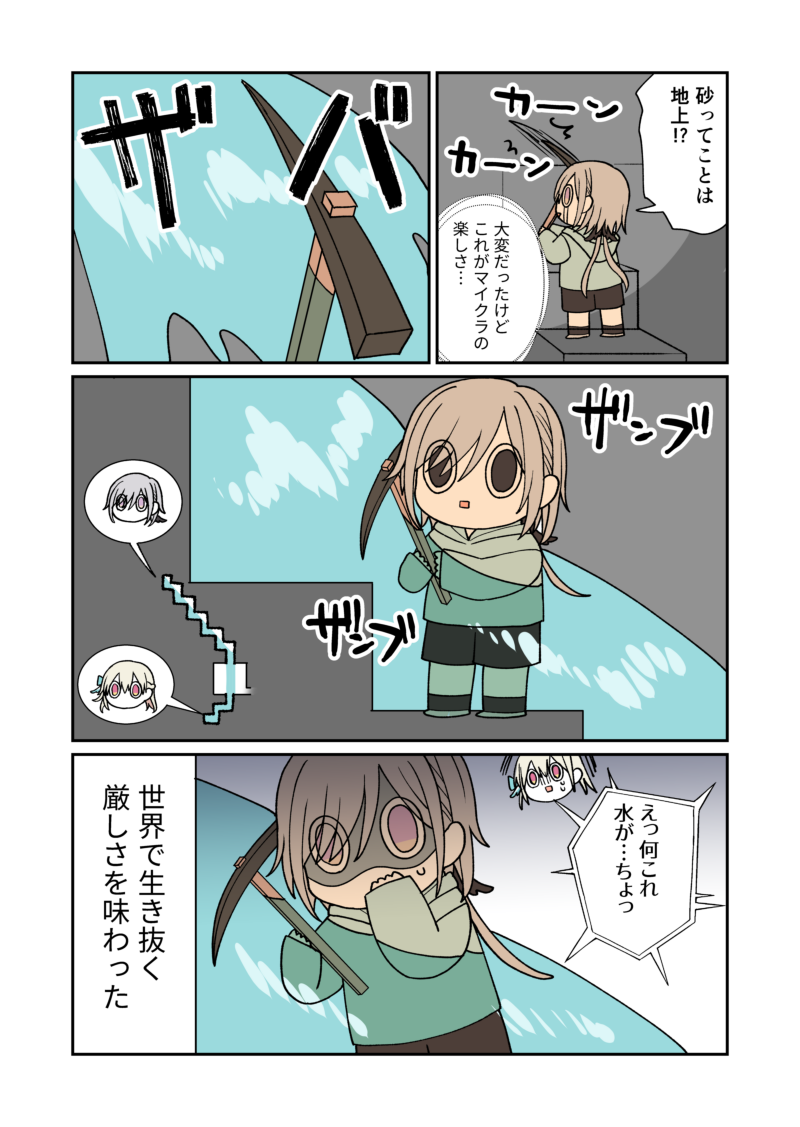 砂ってことは
地上!?
カーン
カーン
大変だったけど
これがマイクラの
楽しさ…
バ
ザ
ザンブ
ザンブ
えっ 何これ
水が…ちょっ
世界で生き抜く
厳しさを味わった